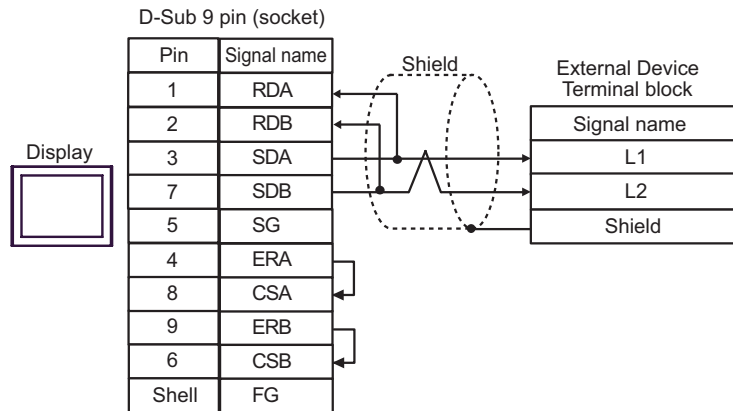 D-Sub 9 pin (socket)
Pin Signal name
1 RDA
2 RDB
3 SDA
7 SDB
5 SG
4 ERA
8 CSA
9 ERB
6 CSB
Shell FG
Display
Shield
External Device
Terminal block
Signal name
L1
L2
Shield